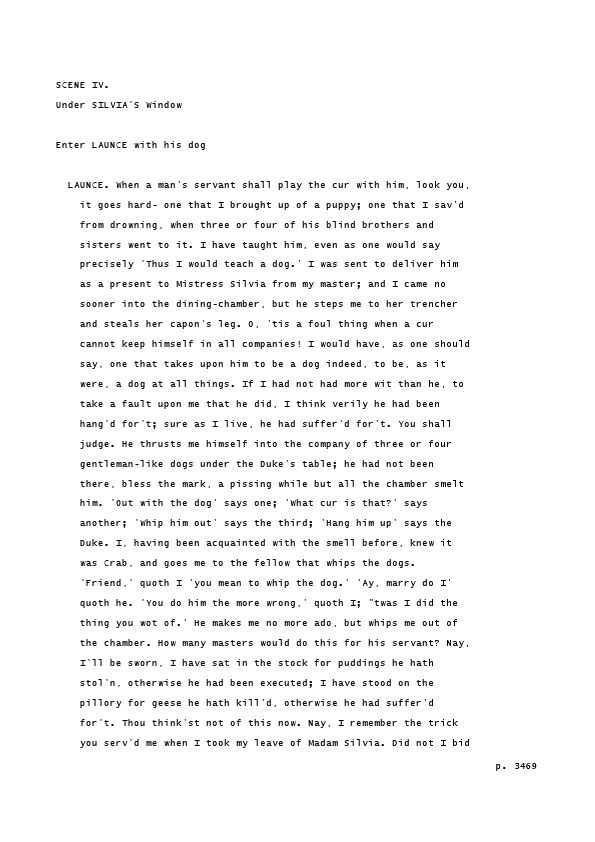 SCENE IV.
Under SILVIA'S Window
Enter LAUNCE with his dog
LAUNCE. When a man's servant shall play the cur with him, look you,
it goes hard- one that I brought up of a puppy; one that I sav'd
from drowning, when three or four of his blind brothers and
sisters went to it. I have taught him, even as one would say
precisely 'Thus I would teach a dog.' I was sent to deliver him
as a present to Mistress Silvia from my master; and I came no
sooner into the dining-chamber, but he steps me to her trencher
and steals her capon's leg. O, 'tis a foul thing when a cur
cannot keep himself in all companies! I would have, as one should
say, one that takes upon him to be a dog indeed, to be, as it
were, a dog at all things. If I had not had more wit than he, to
take a fault upon me that he did, I think verily he had been
hang'd for't; sure as I live, he had suffer'd for't. You shall
judge. He thrusts me himself into the company of three or four
gentleman-like dogs under the Duke's table; he had not been
there, bless the mark, a pissing while but all the chamber smelt
him. 'Out with the dog' says one; 'What cur is that?' says
another; 'Whip him out' says the third; 'Hang him up' says the
Duke. I, having been acquainted with the smell before, knew it
was Crab, and goes me to the fellow that whips the dogs.
'Friend,' quoth I 'you mean to whip the dog.' 'Ay, marry do I'
quoth he. 'You do him the more wrong,' quoth I; "twas I did the
thing you wot of.' He makes me no more ado, but whips me out of
the chamber. How many masters would do this for his servant? Nay,
I'll be sworn, I have sat in the stock for puddings he hath
stol'n, otherwise he had been executed; I have stood on the
pillory for geese he hath kill'd, otherwise he had suffer'd
for't. Thou think'st not of this now. Nay, I remember the trick
you serv'd me when I took my leave of Madam Silvia. Did not I bid
p. 3469